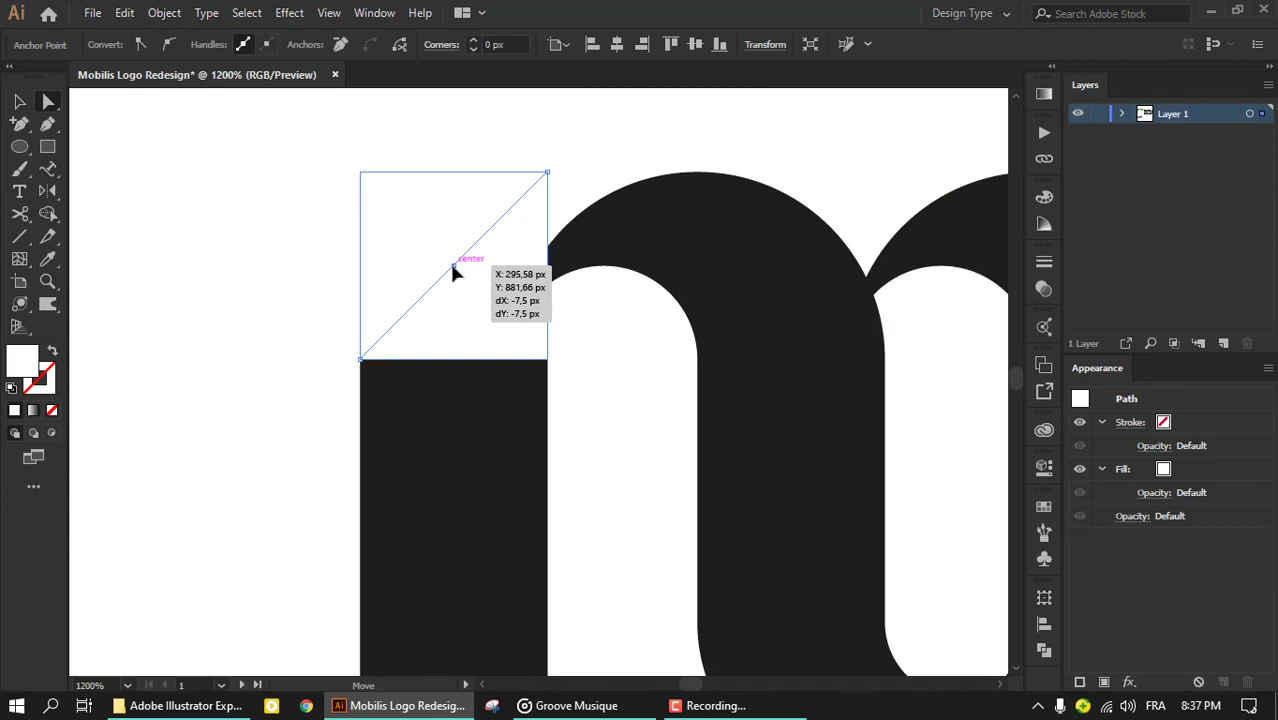 Ai File Edit Object Type Select Effect View Window Help Design Type Search Adobe Stock
Anchor Point Convert: Handles: Anchors: Corners: 0 px Transform
Mobilis Logo Redesign* @ 1200% (RGB/Preview) ×
Layers
Layer 1
center
X: 295,58 px
Y: 881,66 px
dX: -7,5 px
dY: -7,5 px
1 Layer
Appearance
Path
Stroke:
Opacity: Default
Fill:
Opacity: Default
Opacity: Default
fx
1200% 1 Move
Adobe Illustrator Exp... Ai Mobilis Logo Redesig... Groove Musique Recording... FR 8:37 PM